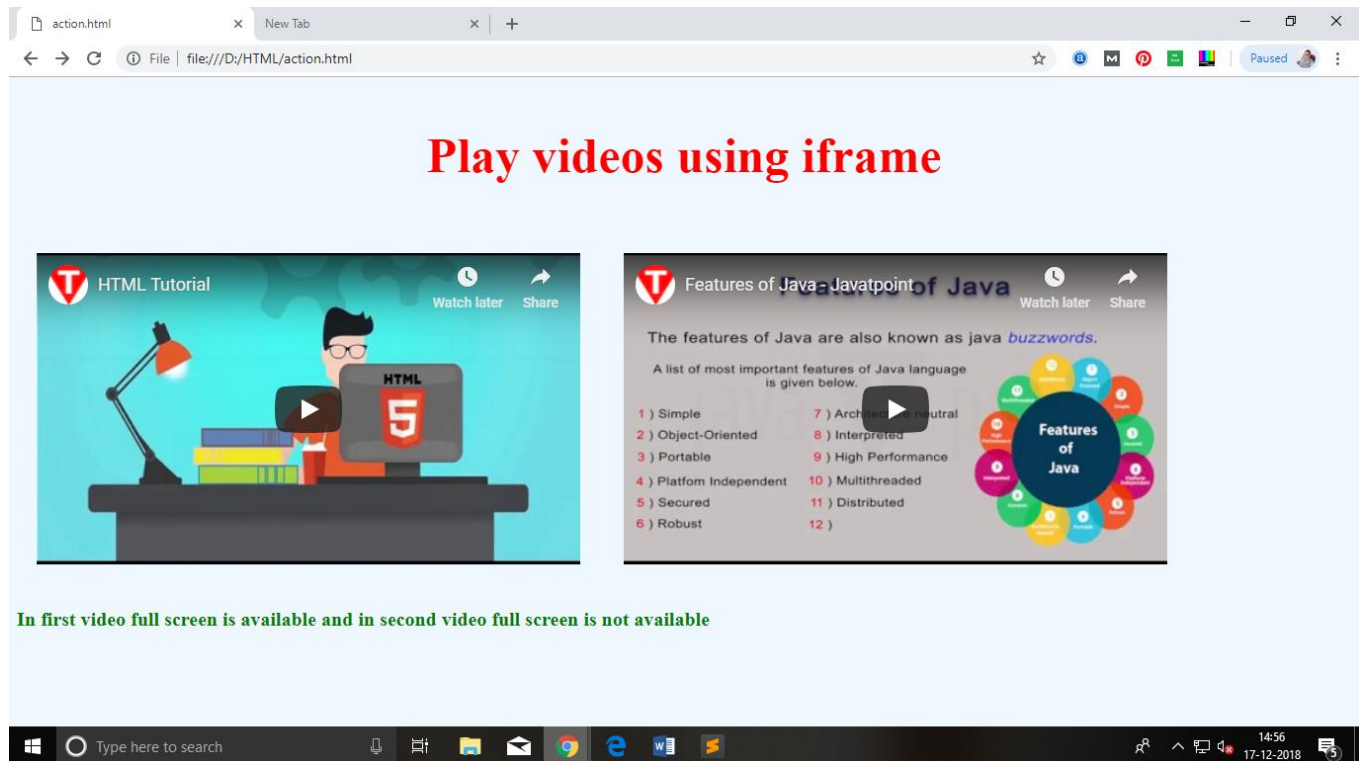 action.html
New Tab
File
file:///D:/HTML/action.html
Paused
Play videos using iframe
HTML Tutorial
Watch later
Share
HTML
5
Features of Java - Javatpoint
Features of Java
Watch later
Share
The features of Java are also known as java buzzwords.
A list of most important features of Java language
is given below.
1 ) Simple
2 ) Object-Oriented
3 ) Portable
4 ) Platfom Independent
5 ) Secured
6 ) Robust
7 ) Architecture neutral
8 ) Interpreted
9 ) High Performance
10 ) Multithreaded
11 ) Distributed
12 )
Features
of
Java
In first video full screen is available and in second video full screen is not available
Type here to search
14:56
17-12-2018